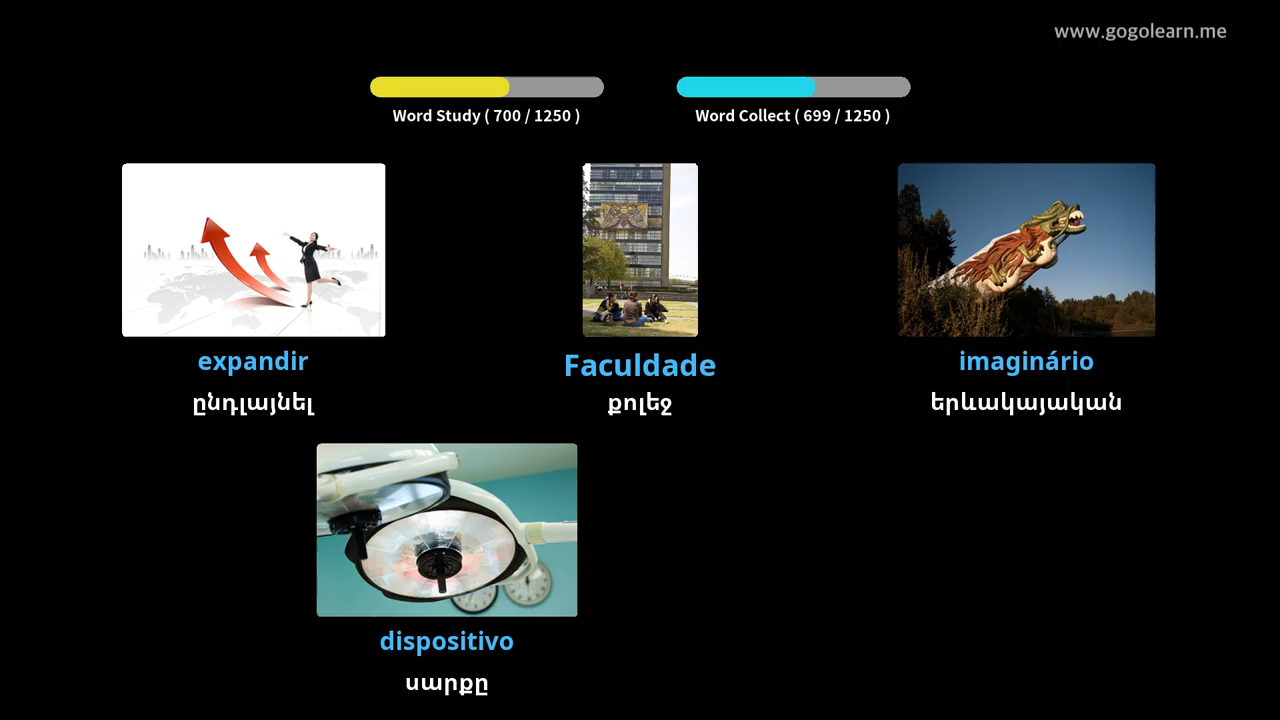 www.gogolearn.me
Word Study ( 700 / 1250 )
Word Collect ( 699 / 1250 )
expandir
ընդլայնել
Faculdade
քոլեջ
imaginário
երևակայական
dispositivo
սարքը